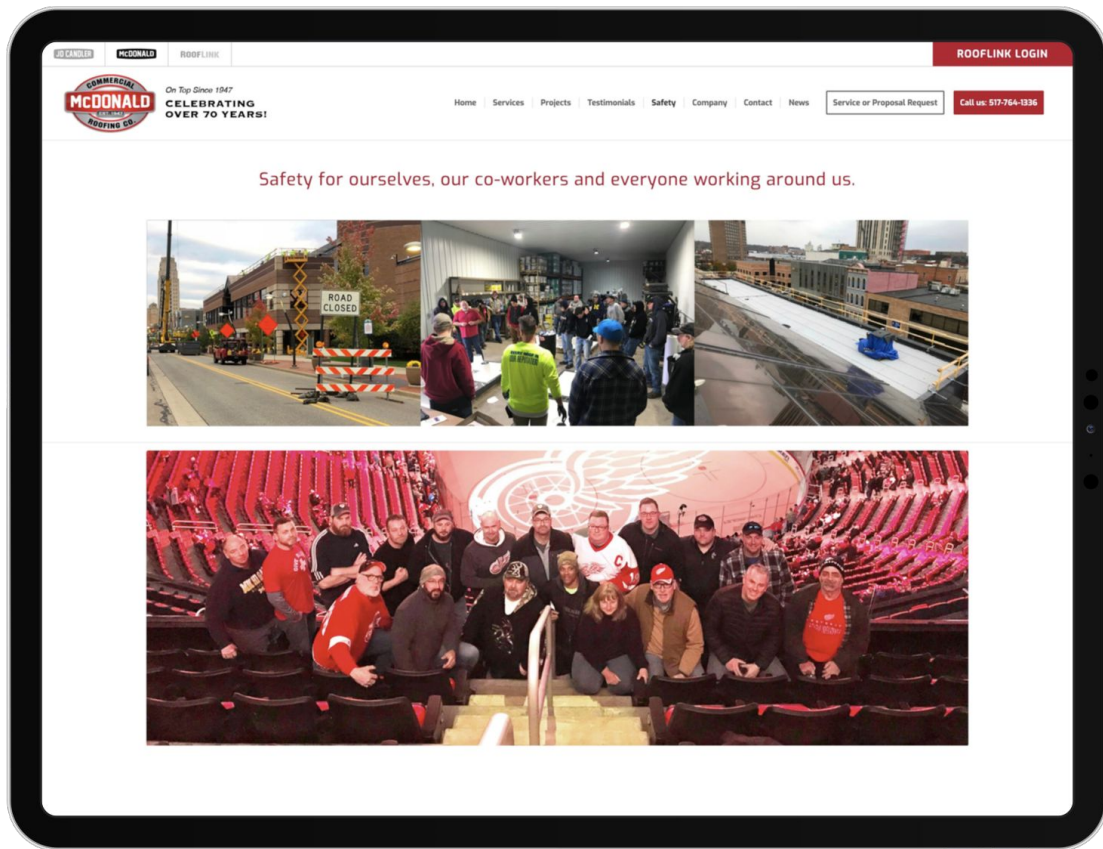 JO CANDLER
McDONALD
ROOFLINK
ROOFLINK LOGIN
COMMERCIAL
McDONALD
ROOFING CO.
On Top Since 1947
CELEBRATING
OVER 70 YEARS!
Home
Services
Projects
Testimonials
Safety
Company
Contact
News
Service or Proposal Request
Call us: 517-764-1336
Safety for ourselves, our co-workers and everyone working around us.
ROAD
CLOSED